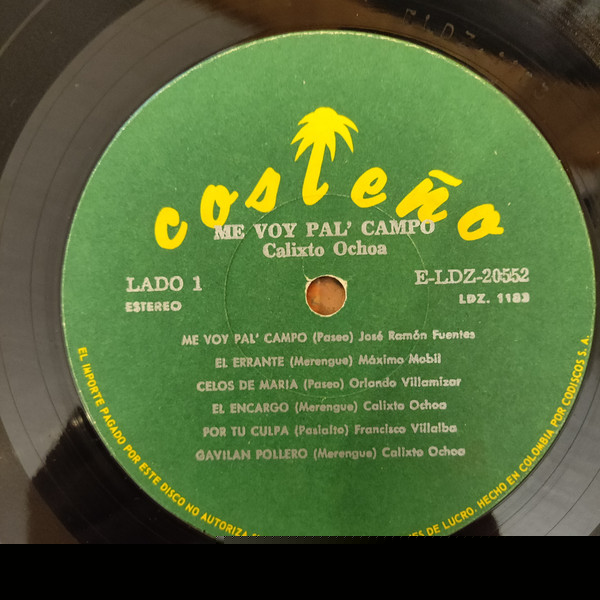 costeño
ME VOY PAL' CAMPO
Calixto Ochoa
LADO 1
ESTEREO
E-LDZ-20552
LDZ. 1183
ME VOY PAL' CAMPO (Paseo) José Ramón Fuentes
EL ERRANTE (Merengue) Máximo Mobil
CELOS DE MARIA (Paseo) Orlando Villamizar
EL ENCARGO (Merengue) Calixto Ochoa
POR TU CULPA (Pasiaito) Francisco Villalba
GAVILAN POLLERO (Merengue) Calixto Ochoa
EL IMPORTE PAGADO POR ESTE DISCO NO AUTORIZA
DE LUCRO. HECHO EN COLOMBIA POR CODISCOS S.A.